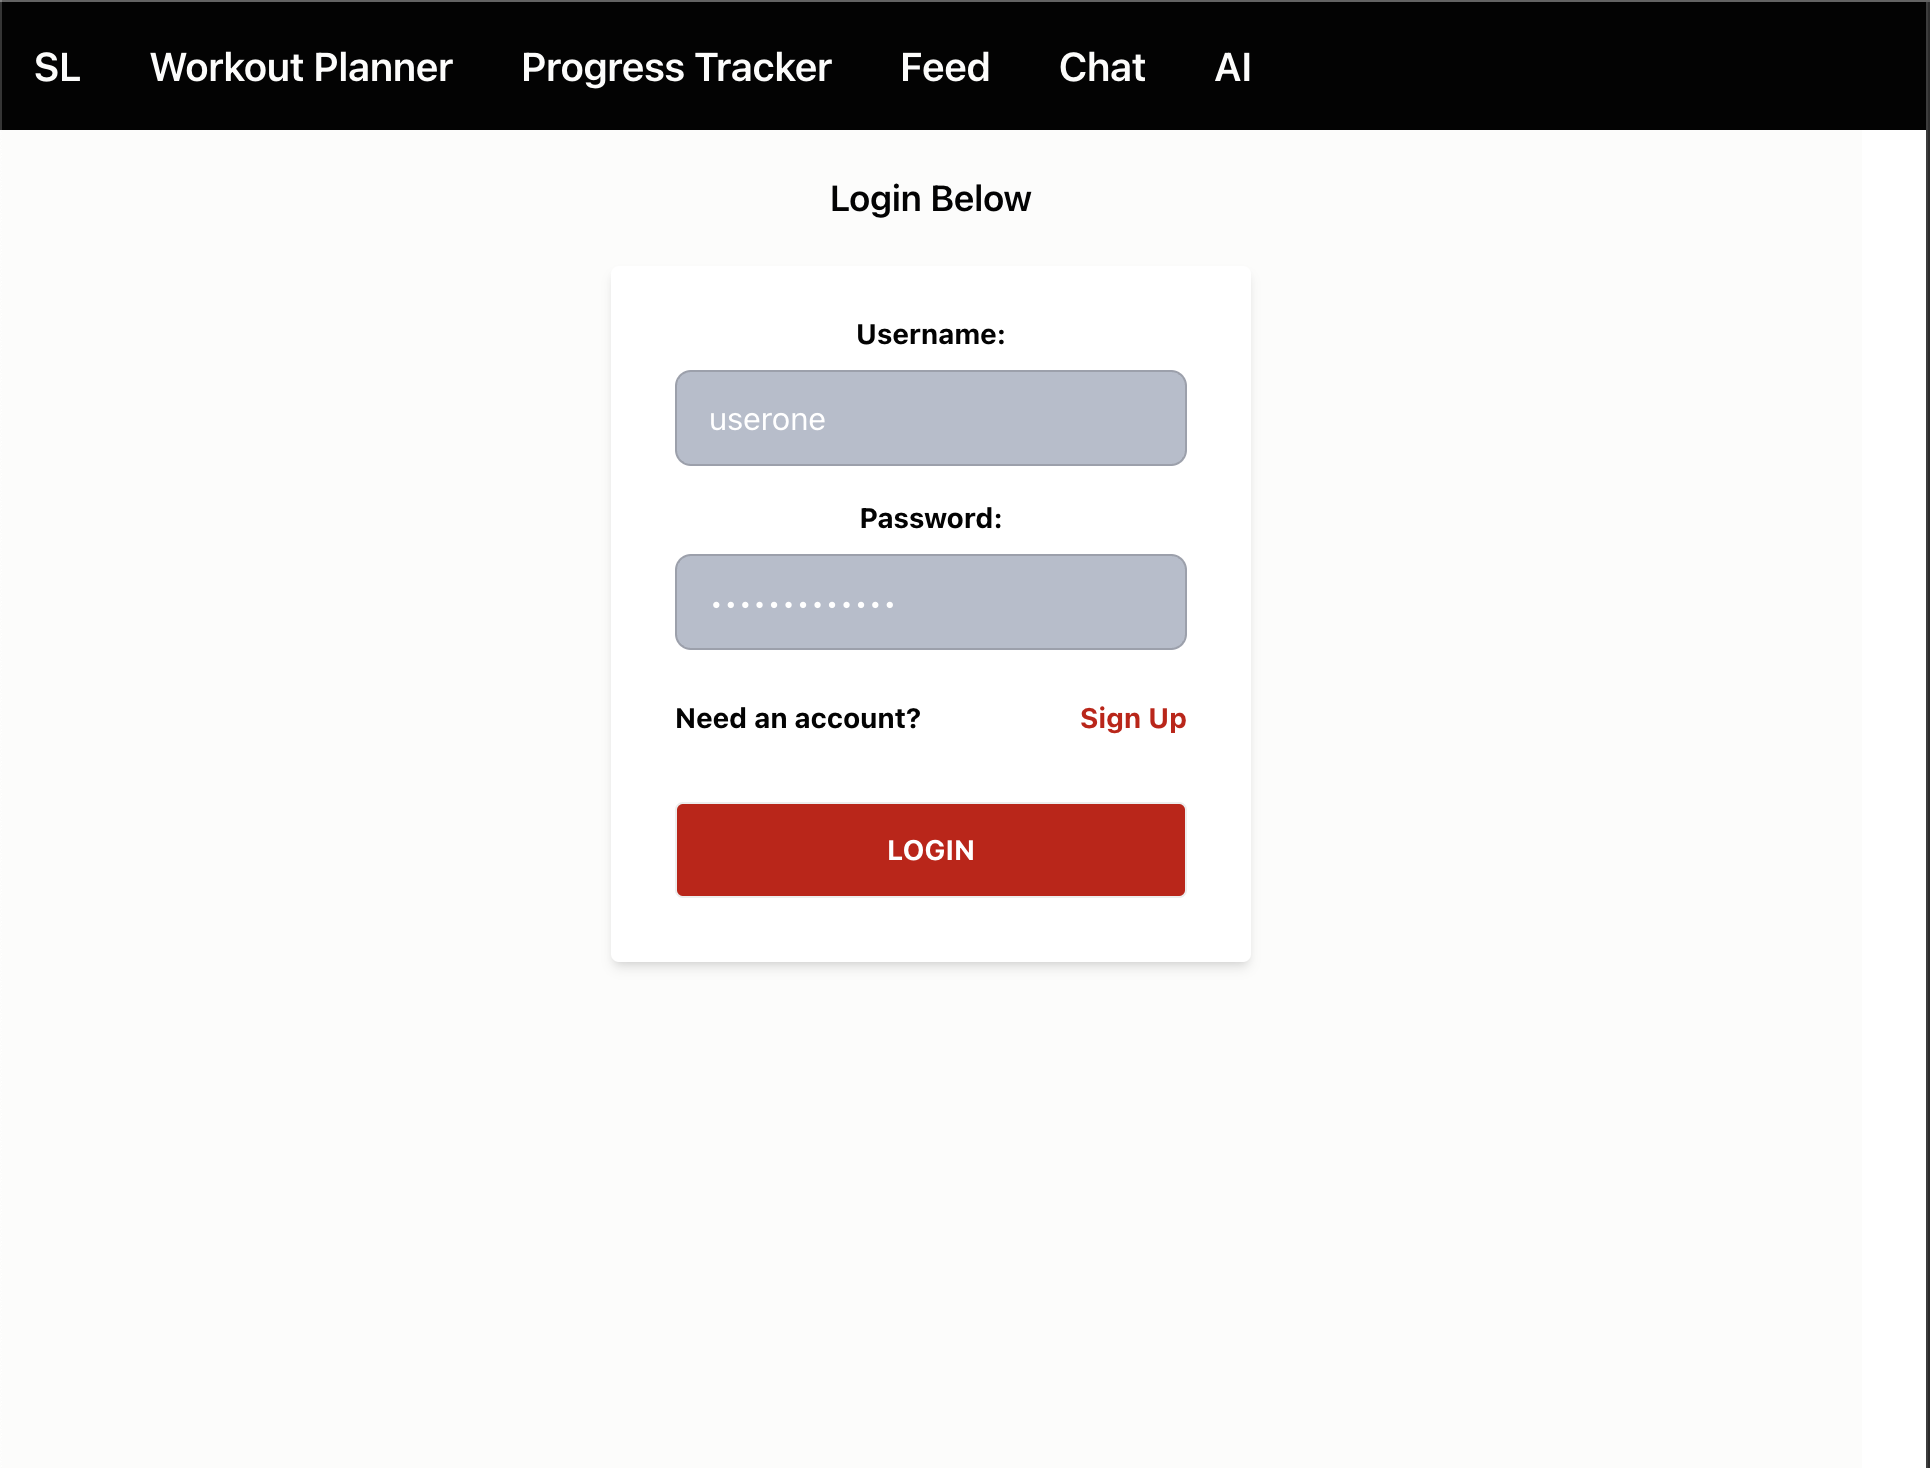 SL Workout Planner Progress Tracker Feed Chat AI
Login Below
Username:
userone
Password:
•••••••••••••
Need an account? Sign Up
LOGIN